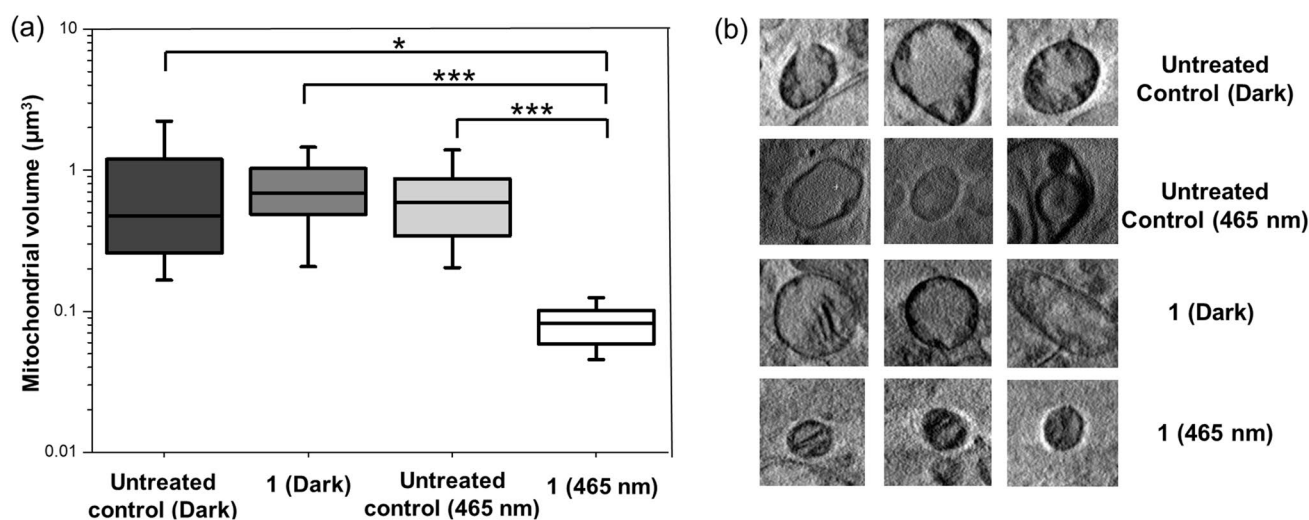 (a)
Mitochondrial volume (µm³)
10
1
0.1
0.01
*
***
***
Untreated
control (Dark)
1 (Dark)
Untreated
control (465 nm)
1 (465 nm)
(b)
Untreated
Control (Dark)
Untreated
Control (465 nm)
1 (Dark)
1 (465 nm)